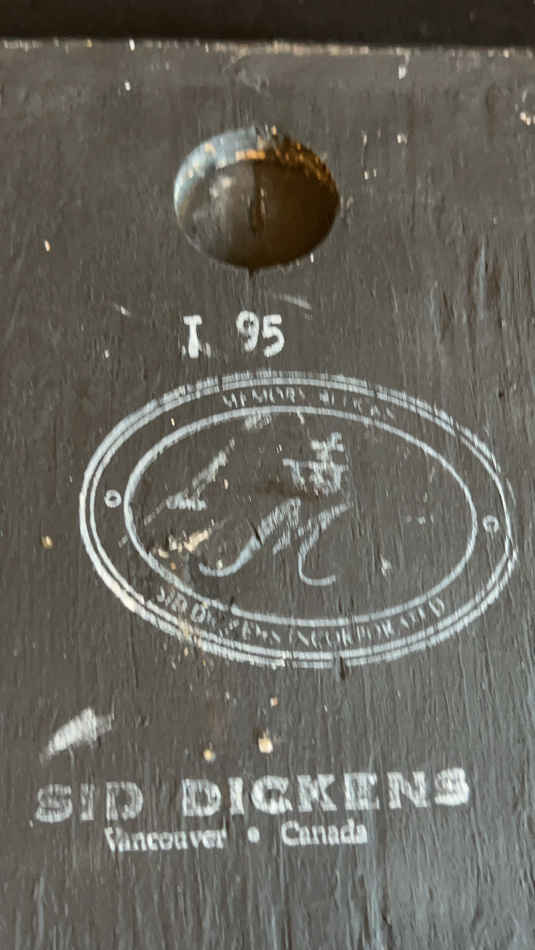 T 95
MEMORY BLOCKS
M
SID DICKENS INCORPORATED
SID DICKENS
Vancouver • Canada